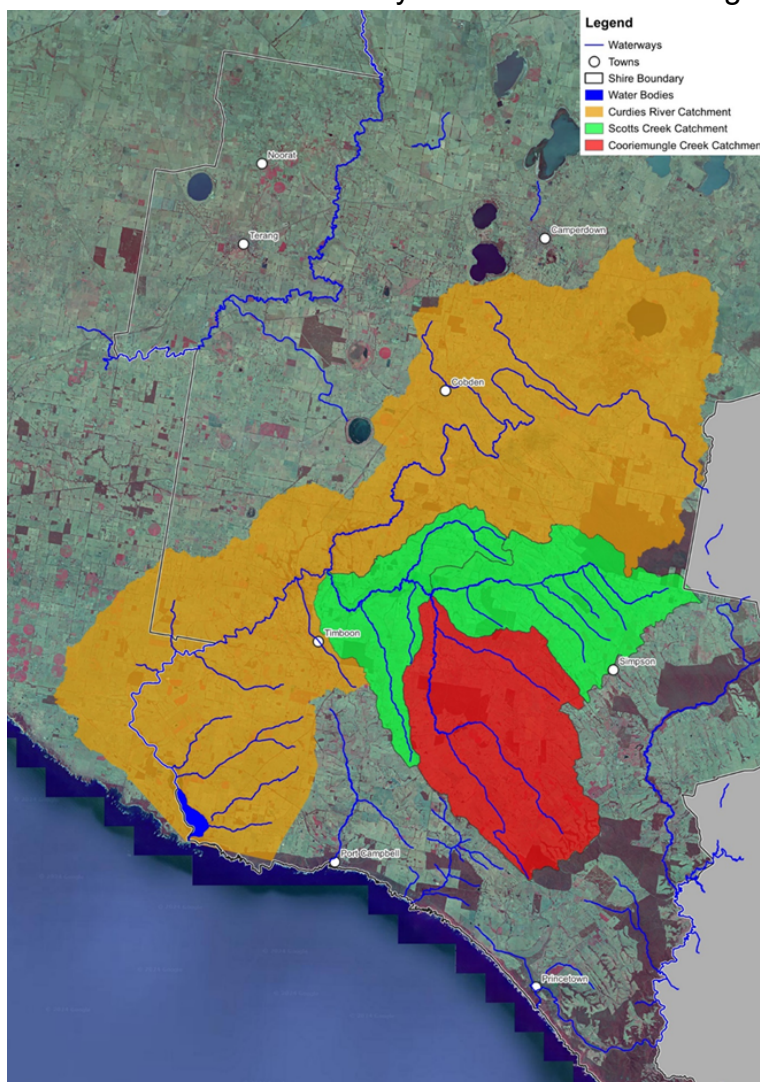 Legend
Waterways
Towns
Shire Boundary
Water Bodies
Curdies River Catchment
Scotts Creek Catchment
Cooriemungle Creek Catchment
Noorat
Terang
Camperdown
Cobden
Timboon
Simpson
Port Campbell
Princetown